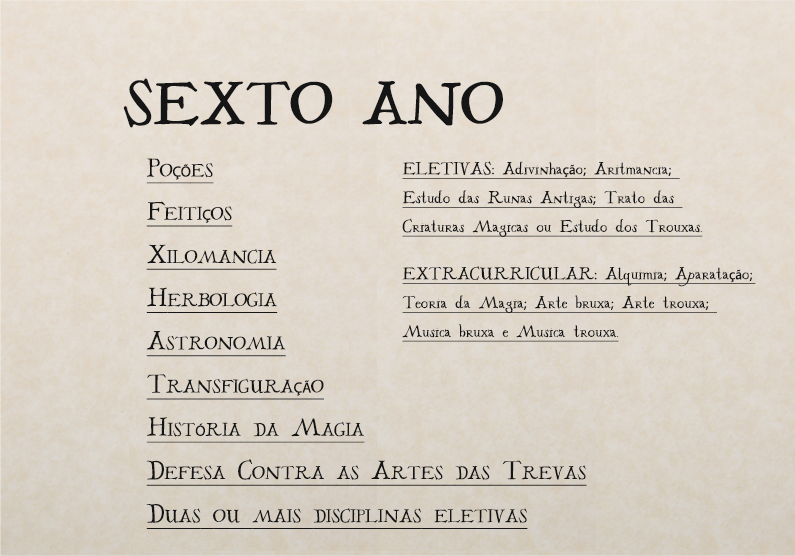 SEXTO ANO
POÇÕES
FEITIÇOS
XILOMANCIA
HERBOLOGIA
ASTRONOMIA
TRANSFIGURAÇÃO
HISTÓRIA DA MAGIA
DEFESA CONTRA AS ARTES DAS TREVAS
DUAS OU MAIS DISCIPLINAS ELETIVAS
ELETIVAS: Adivinhação; Aritmancia;
Estudo das Runas Antigas; Trato das
Criaturas Magicas ou Estudo dos Trouxas.
EXTRACURRICULAR: Alquimia; Aparatação;
Teoria da Magia; Arte bruxa; Arte trouxa;
Musica bruxa e Musica trouxa.